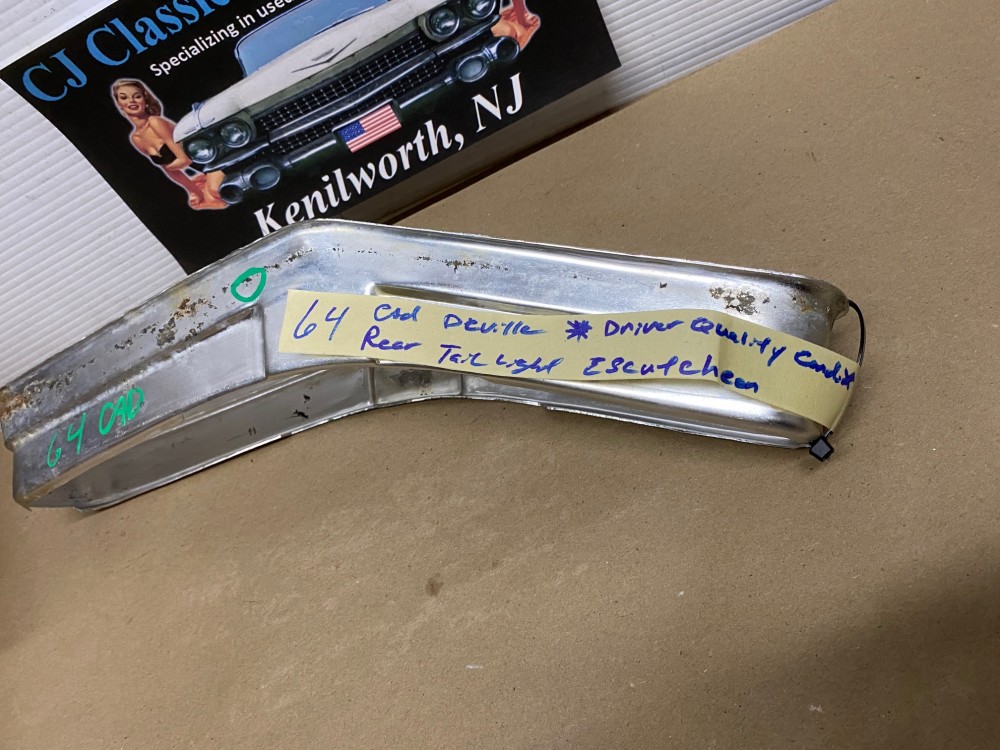 CJ Classic
Specializing in used
Kenilworth, NJ
64 Cad Deville * Driver Quality Condit
Rear Tail Light Escutcheon
64 CAD